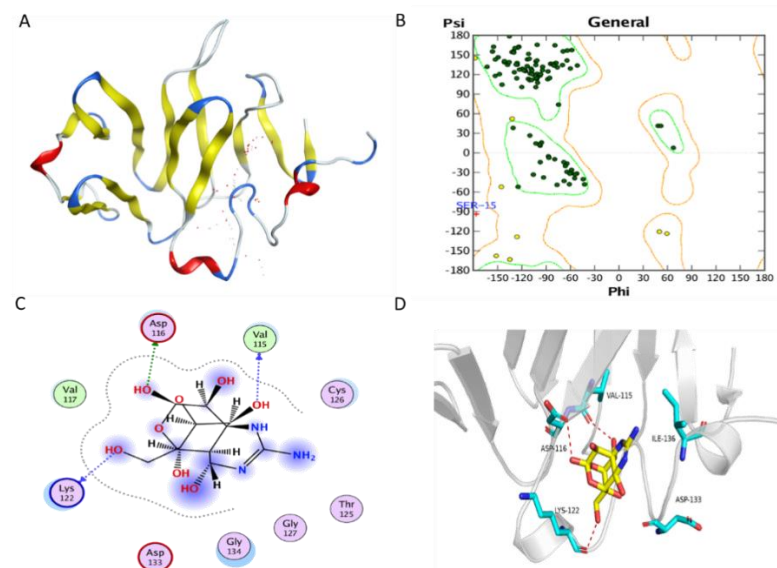 A
B
Psi
General
180
150
120
90
60
30
0
-30
-60
SER-15
-90
-120
-150
-180
-150 -120 -90 -60 -30 0 30 60 90 120 150 180
Phi
C
Asp
116
Val
115
Val
117
Cys
126
HO
H
OH
O
OH
H
O
NH
H
HO
H
N
NH₂
OH
HO
Lys
122
Thr
125
Gly
127
Gly
134
Asp
133
D
VAL-115
ASP-116
ILE-136
LYS-122
ASP-133